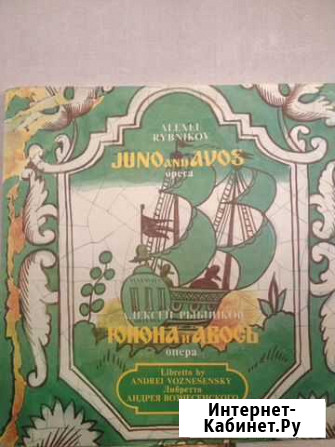 ALEXEI
RYBNIKOV
JUNO AND AVOS
opera
АЛЕКСЕЙ РЫБНИКОВ
ЮНОНА И АВОСЬ
опера
Libretto by
ANDREI VOZNESENSKY
Либретто
АНДРЕЯ ВОЗНЕСЕНСКОГО
Интернет-
Кабинет.Ру